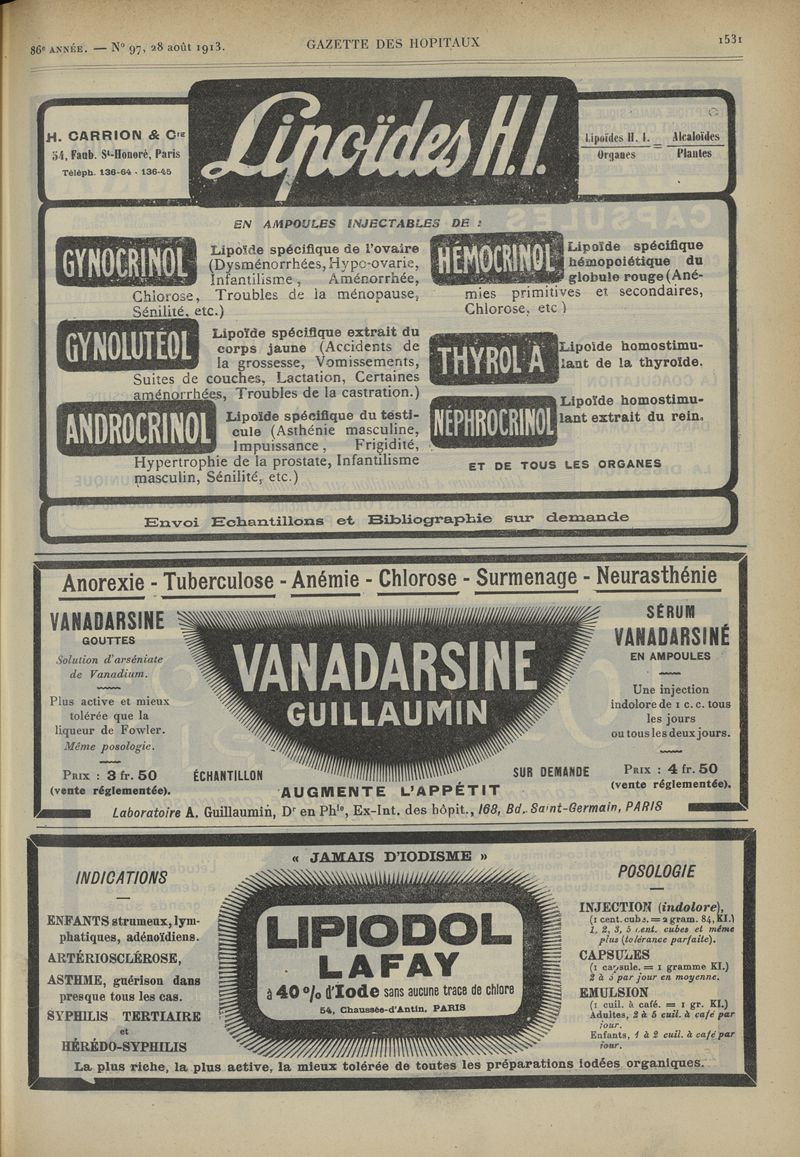 86e ANNÉE. — N° 97, 28 août 1913.
GAZETTE DES HOPITAUX
1531
H. CARRION & Cie
54, Faub. St-Honoré, Paris
Téléph. 136-64 - 136-45
Lipoïdes H.I.
Lipoïdes H. I. = Alcaloïdes
Organes Plantes
EN AMPOULES INJECTABLES DE :
GYNOCRINOL
Lipoïde spécifique de l'ovaire
(Dysménorrhées, Hypo-ovarie,
Infantilisme, Aménorrhée,
Chlorose, Troubles de la ménopause,
Sénilité, etc.)
GYNOLUTÉOL
Lipoïde spécifique extrait du
corps jaune (Accidents de
la grossesse, Vomissements,
Suites de couches, Lactation, Certaines
aménorrhées, Troubles de la castration.)
ANDROCRINOL
Lipoïde spécifique du testi-
cule (Asthénie masculine,
Impuissance, Frigidité,
Hypertrophie de la prostate, Infantilisme
masculin, Sénilité, etc.)
HÉMOCRINOL
Lipoïde spécifique
hémopoiétique du
globule rouge (Ané-
mies primitives et secondaires,
Chlorose, etc)
THYROL A
Lipoïde homostimu-
lant de la thyroïde.
NÉPHROCRINOL
Lipoïde homostimu-
lant extrait du rein.
ET DE TOUS LES ORGANES
Envoi Echantillons et Bibliographie sur demande
Anorexie - Tuberculose - Anémie - Chlorose - Surmenage - Neurasthénie
VANADARSINE
GOUTTES
Solution d'arséniate
de Vanadium.
Plus active et mieux
tolérée que la
liqueur de Fowler.
Même posologie.
PRIX : 3 fr. 50
(vente réglementée).
VANADARSINE
GUILLAUMIN
ÉCHANTILLON
SUR DEMANDE
AUGMENTE L'APPÉTIT
SÉRUM
VANADARSINÉ
EN AMPOULES
Une injection
indolore de 1 c. c. tous
les jours
ou tous les deux jours.
PRIX : 4 fr. 50
(vente réglementée).
Laboratoire A. Guillaumin, Dr en Phie, Ex-Int. des hôpit., 168, Bd. Saint-Germain, PARIS
« JAMAIS D'IODISME »
INDICATIONS
ENFANTS strumeux, lym-
phatiques, adénoïdiens.
ARTÉRIOSCLÉROSE,
ASTHME, guérison dans
presque tous les cas.
SYPHILIS TERTIAIRE
et
HÉRÉDO-SYPHILIS
LIPIODOL
LAFAY
à 40 % d'Iode sans aucune trace de chlore
54, Chaussée-d'Antin, PARIS
POSOLOGIE
INJECTION (indolore),
(1 cent. cube. = 2 gram. 84, KI.)
1, 2, 3, 5 cent. cubes et même
plus (tolérance parfaite).
CAPSULES
(1 capsule. = 1 gramme KI.)
2 à 3 par jour en moyenne.
EMULSION
(1 cuil. à café. = 1 gr. KI.)
Adultes, 2 à 5 cuil. à café par
jour.
Enfants, 1 à 2 cuil. à café par
jour.
La plus riche, la plus active, la mieux tolérée de toutes les préparations iodées organiques.